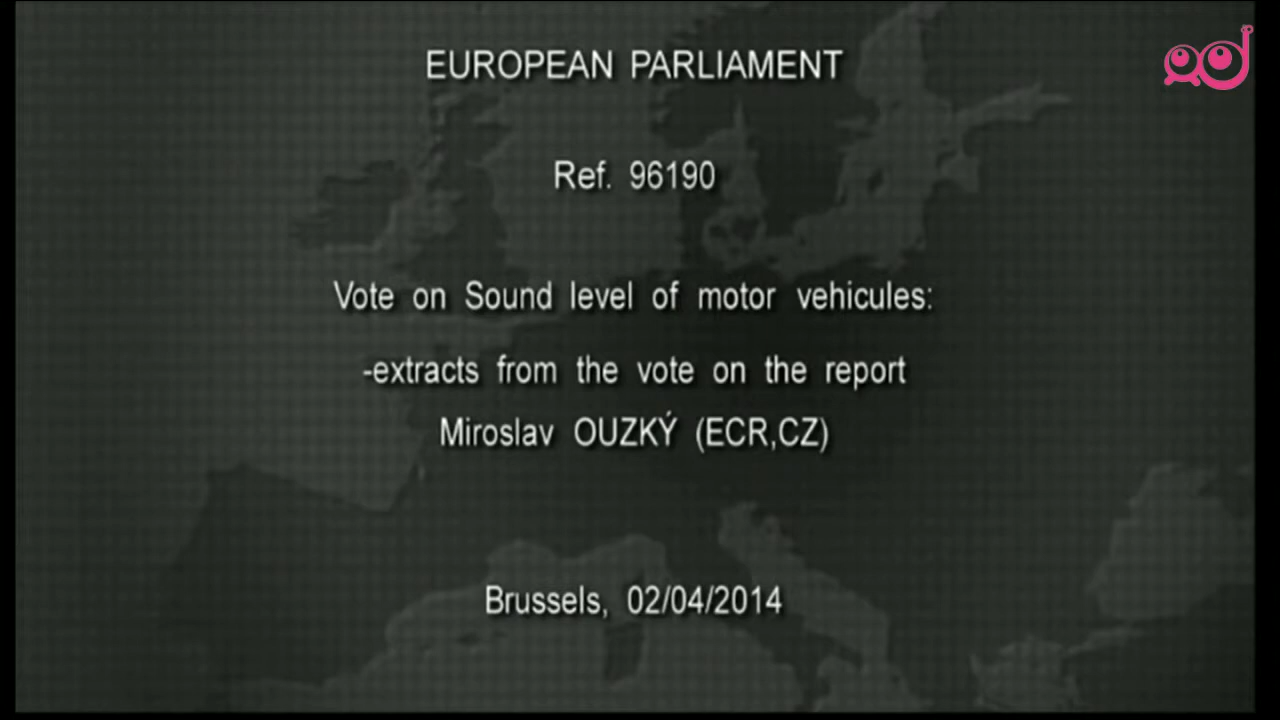 EUROPEAN PARLIAMENT
Ref. 96190
Vote on Sound level of motor vehicules:
-extracts from the vote on the report
Miroslav OUZKÝ (ECR,CZ)
Brussels, 02/04/2014